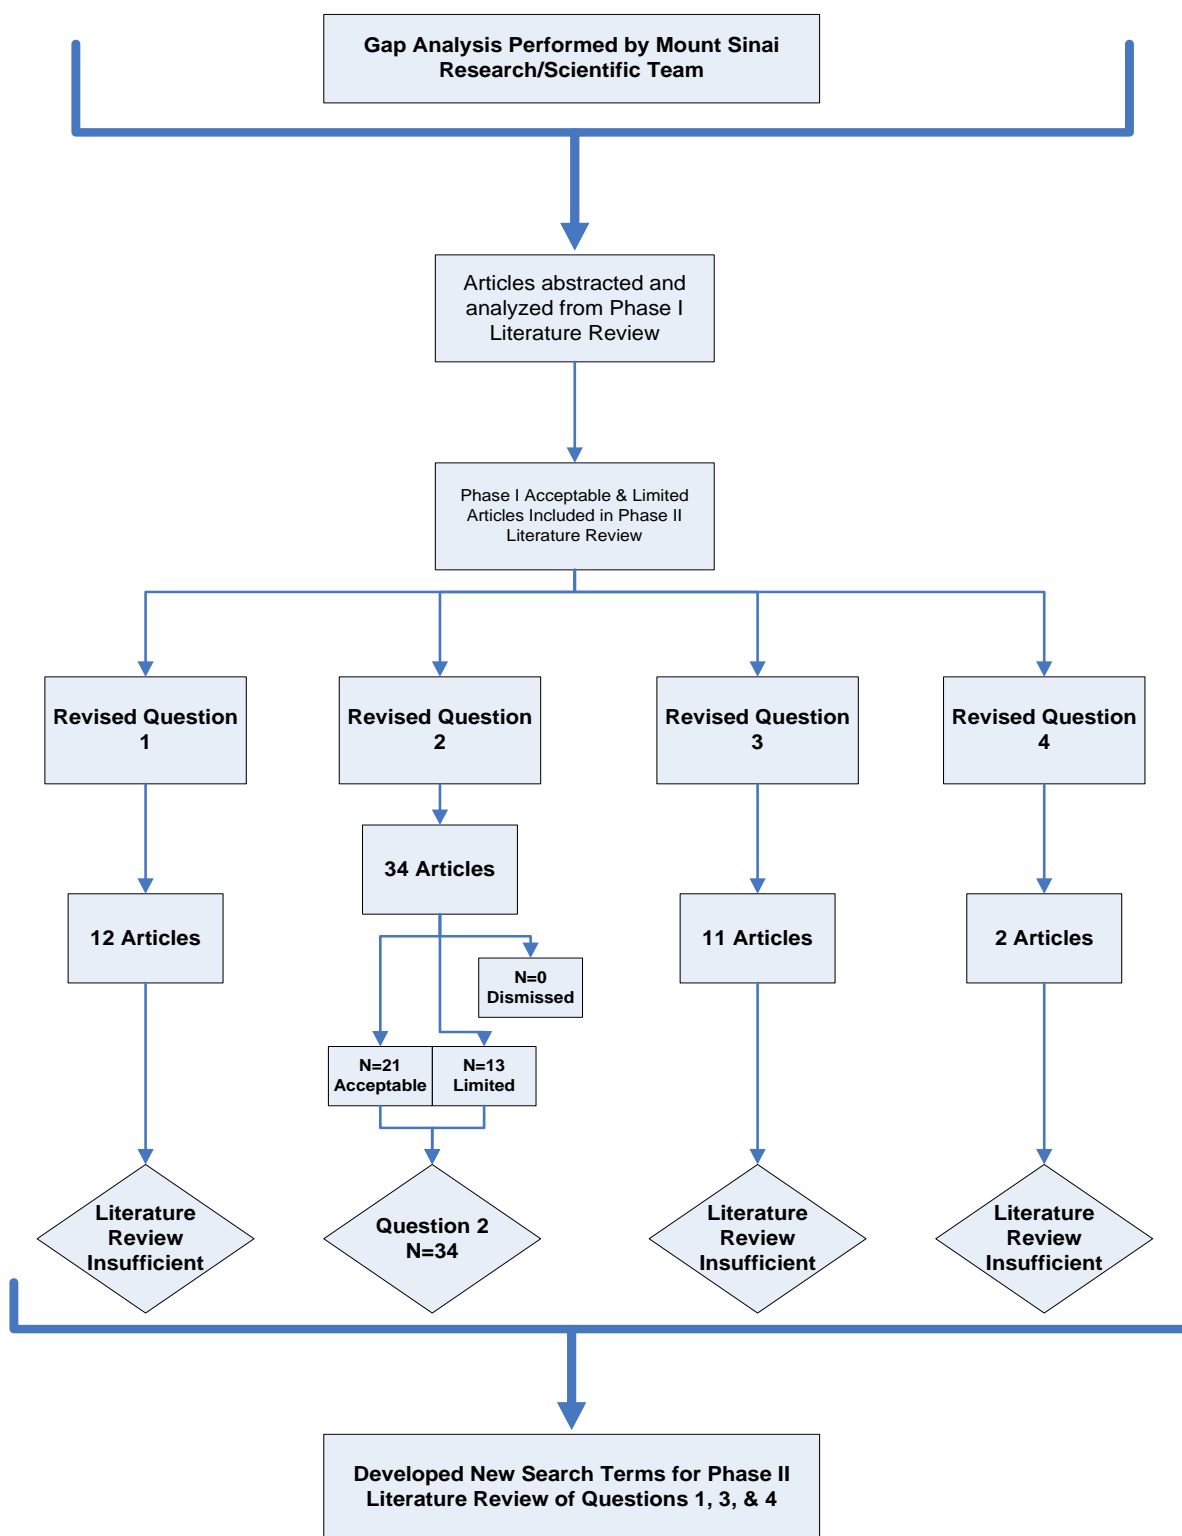 Gap Analysis Performed by Mount Sinai
Research/Scientific Team
Articles abstracted and
analyzed from Phase I
Literature Review
Phase I Acceptable & Limited
Articles Included in Phase II
Literature Review
Revised Question
1
Revised Question
2
Revised Question
3
Revised Question
4
34 Articles
12 Articles
11 Articles
2 Articles
N=0
Dismissed
N=21
Acceptable
N=13
Limited
Literature
Review
Insufficient
Question 2
N=34
Literature
Review
Insufficient
Literature
Review
Insufficient
Developed New Search Terms for Phase II
Literature Review of Questions 1, 3, & 4